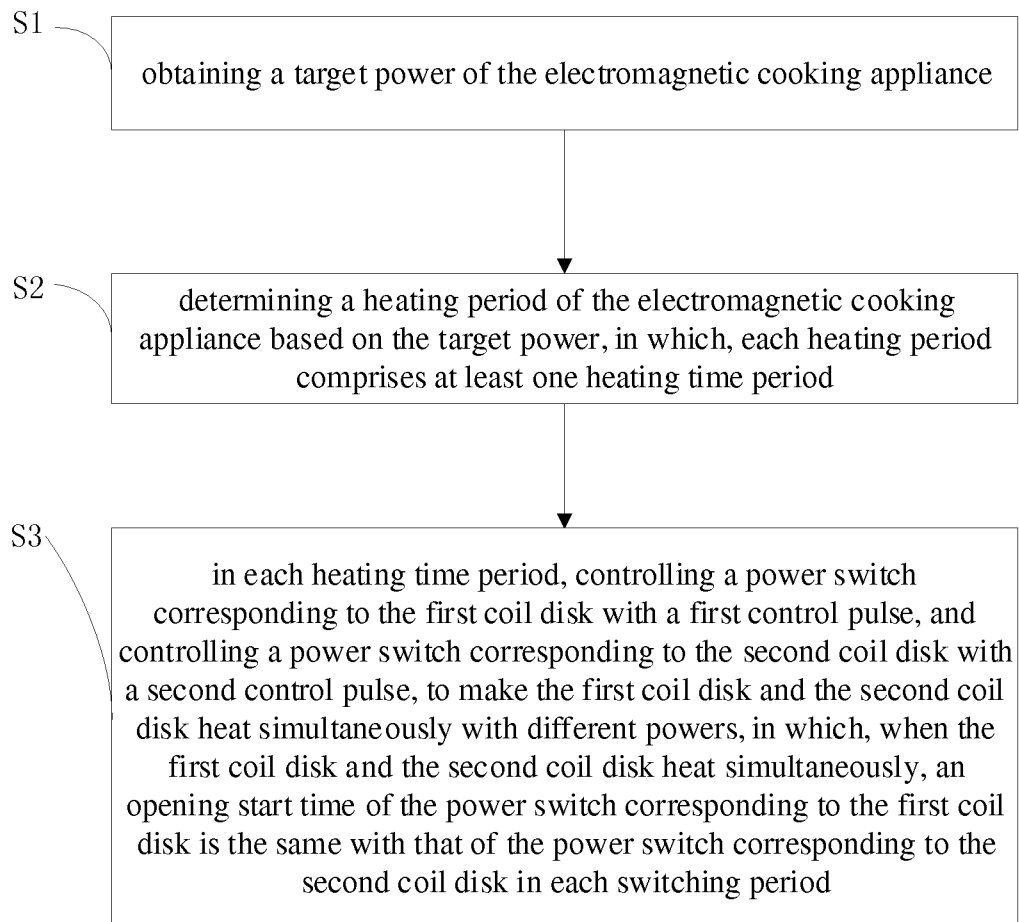 S1
obtaining a target power of the electromagnetic cooking appliance
S2
determining a heating period of the electromagnetic cooking
appliance based on the target power, in which, each heating period
comprises at least one heating time period
S3
in each heating time period, controlling a power switch
corresponding to the first coil disk with a first control pulse, and
controlling a power switch corresponding to the second coil disk with
a second control pulse, to make the first coil disk and the second coil
disk heat simultaneously with different powers, in which, when the
first coil disk and the second coil disk heat simultaneously, an
opening start time of the power switch corresponding to the first coil
disk is the same with that of the power switch corresponding to the
second coil disk in each switching period